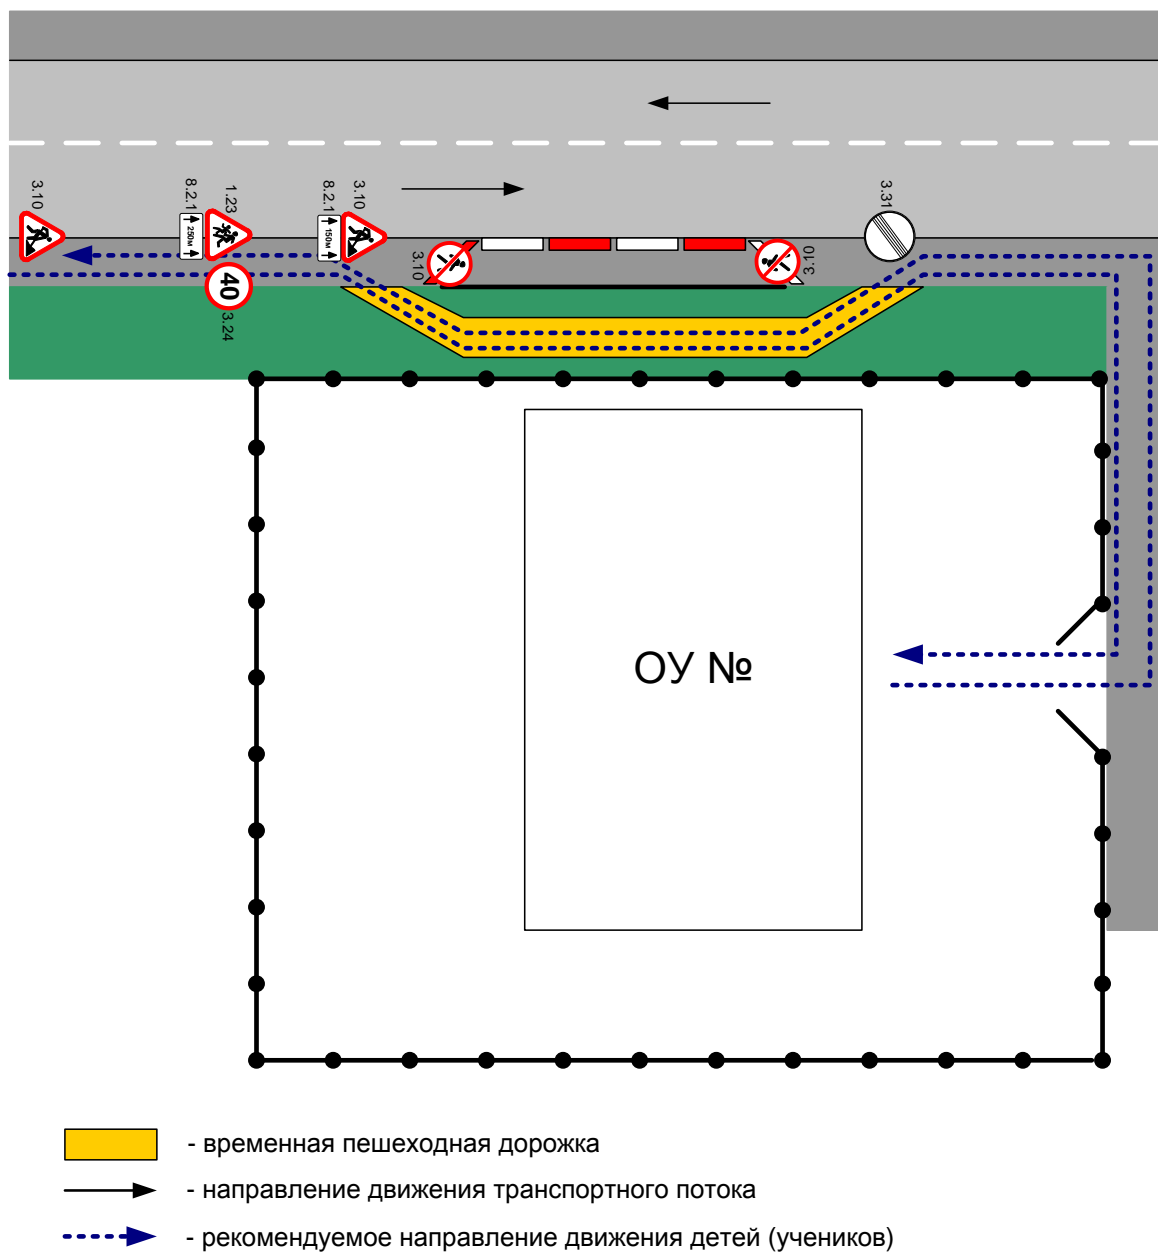 3.10
8.2.1
250м
1.23
40
3.24
8.2.1
150м
3.10
3.10
3.10
3.31
ОУ №
- временная пешеходная дорожка
- направление движения транспортного потока
- рекомендуемое направление движения детей (учеников)